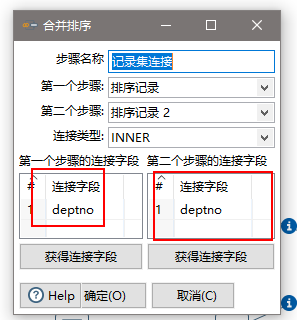 合并排序
步骤名称 记录集连接
第一个步骤: 排序记录
第二个步骤: 排序记录 2
连接类型: INNER
第一个步骤的连接字段 第二个步骤的连接字段
# 连接字段 # 连接字段
1 deptno 1 deptno
获得连接字段 获得连接字段
Help 确定(O) 取消(C)